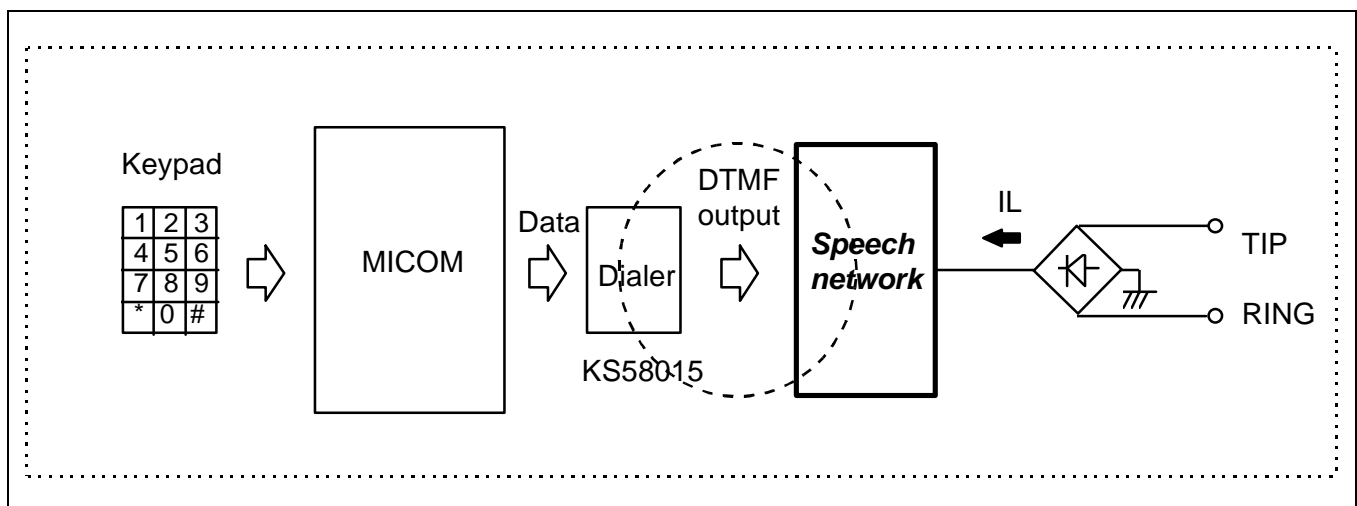 Keypad
1 2 3
4 5 6
7 8 9
* 0 #
MICOM
Data
Dialer
KS58015
DTMF
output
Speech
network
IL
TIP
RING